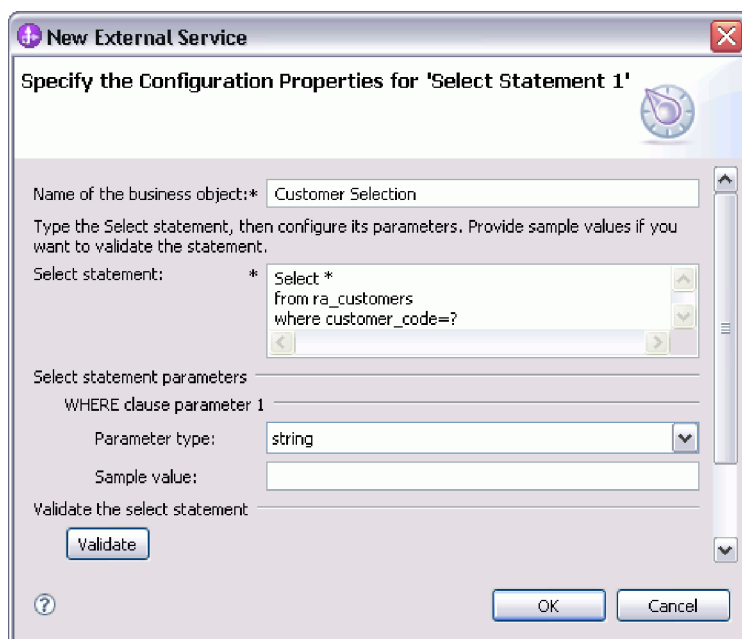 New External Service
Specify the Configuration Properties for 'Select Statement 1'
Name of the business object:* Customer Selection
Type the Select statement, then configure its parameters. Provide sample values if you
want to validate the statement.
Select statement: * Select *
from ra_customers
where customer_code=?
Select statement parameters
WHERE clause parameter 1
Parameter type: string
Sample value:
Validate the select statement
Validate
? OK Cancel